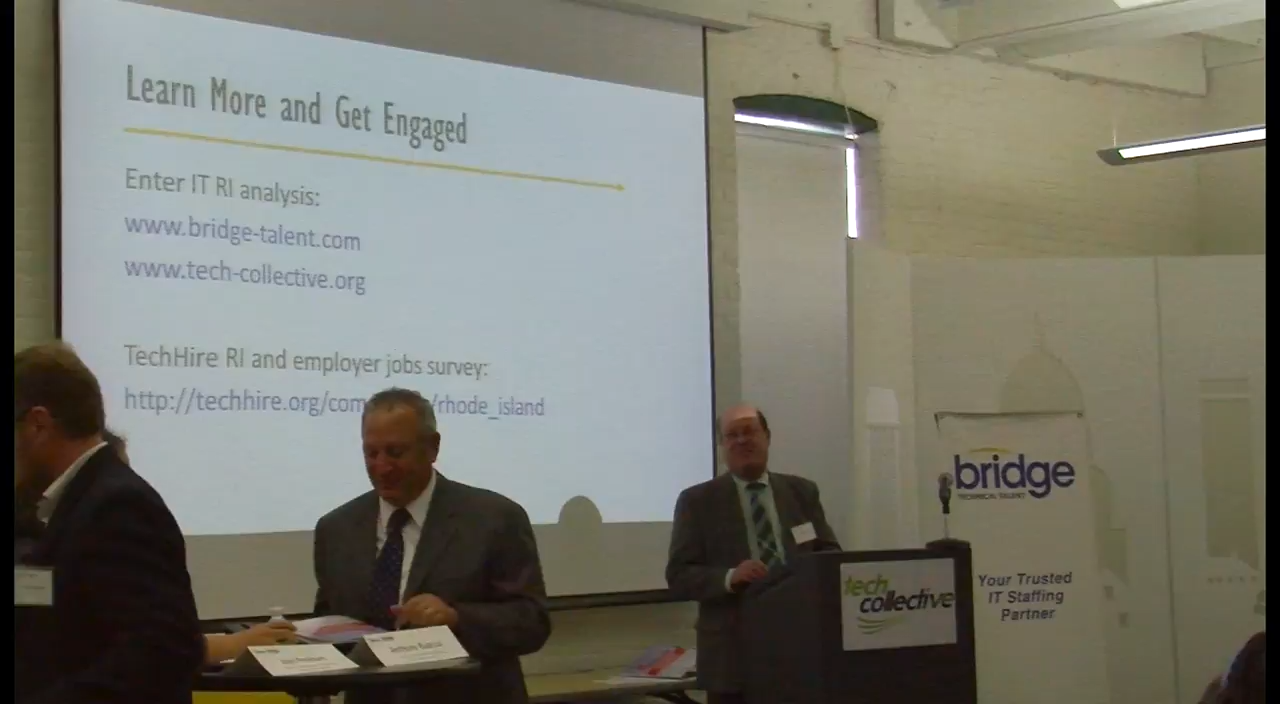 Learn More and Get Engaged
Enter IT RI analysis:
www.bridge-talent.com
www.tech-collective.org
TechHire RI and employer jobs survey:
http://techhire.org/com /rhode_island
bridge
TECHNICAL TALENT
Your Trusted
IT Staffing
Partner
tech
collective